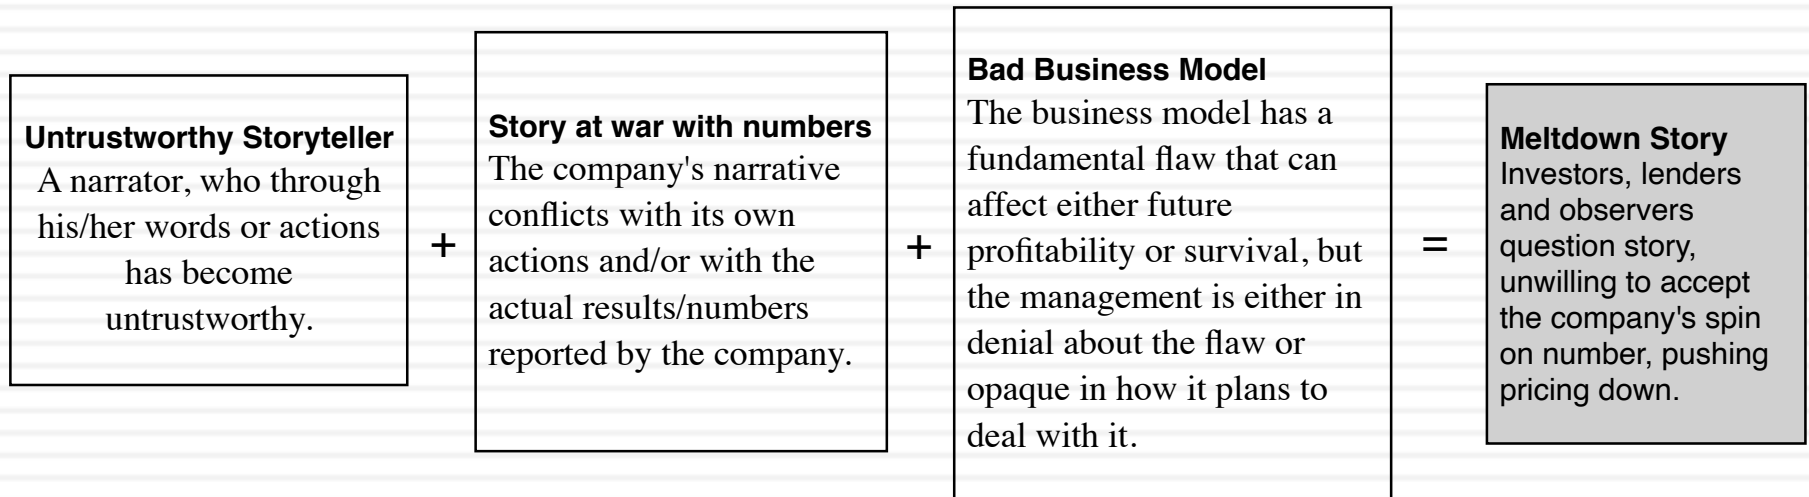 Untrustworthy Storyteller
A narrator, who through
his/her words or actions
has become
untrustworthy.
+
Story at war with numbers
The company's narrative
conflicts with its own
actions and/or with the
actual results/numbers
reported by the company.
+
Bad Business Model
The business model has a
fundamental flaw that can
affect either future
profitability or survival, but
the management is either in
denial about the flaw or
opaque in how it plans to
deal with it.
=
Meltdown Story
Investors, lenders
and observers
question story,
unwilling to accept
the company's spin
on number, pushing
pricing down.